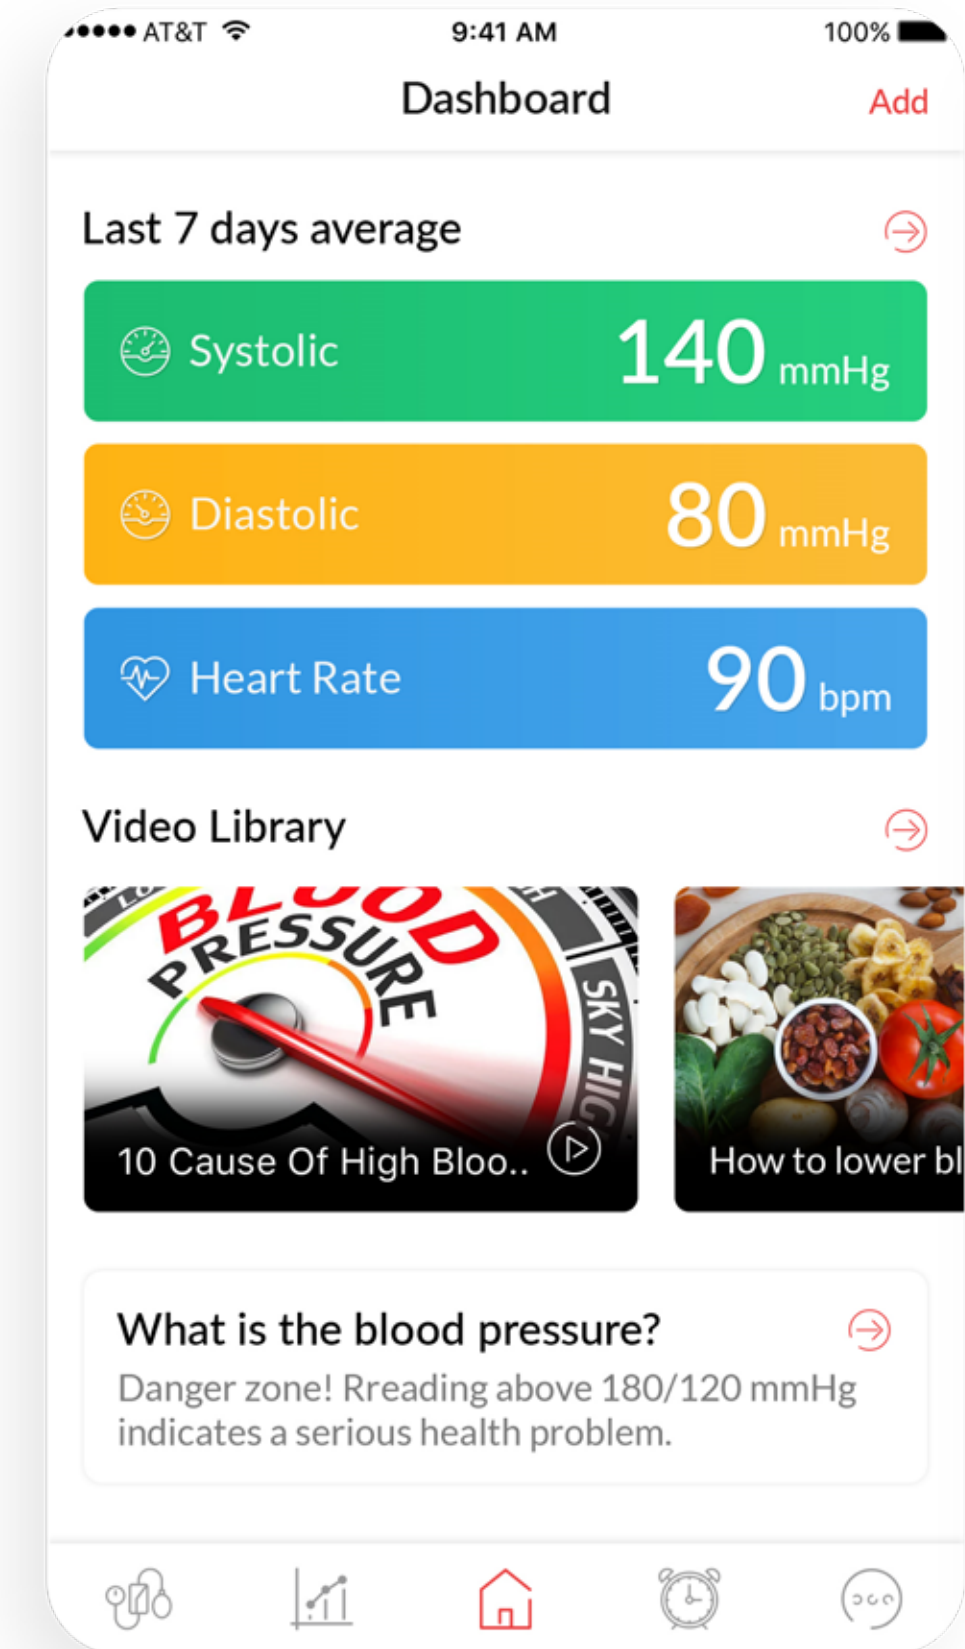 AT&T 9:41 AM 100%
Dashboard Add
Last 7 days average
Systolic 140 mmHg
Diastolic 80 mmHg
Heart Rate 90 bpm
Video Library
BLOOD
PRESSURE
SKY HIG
10 Cause Of High Bloo..
How to lower bl
What is the blood pressure?
Danger zone! Rreading above 180/120 mmHg
indicates a serious health problem.